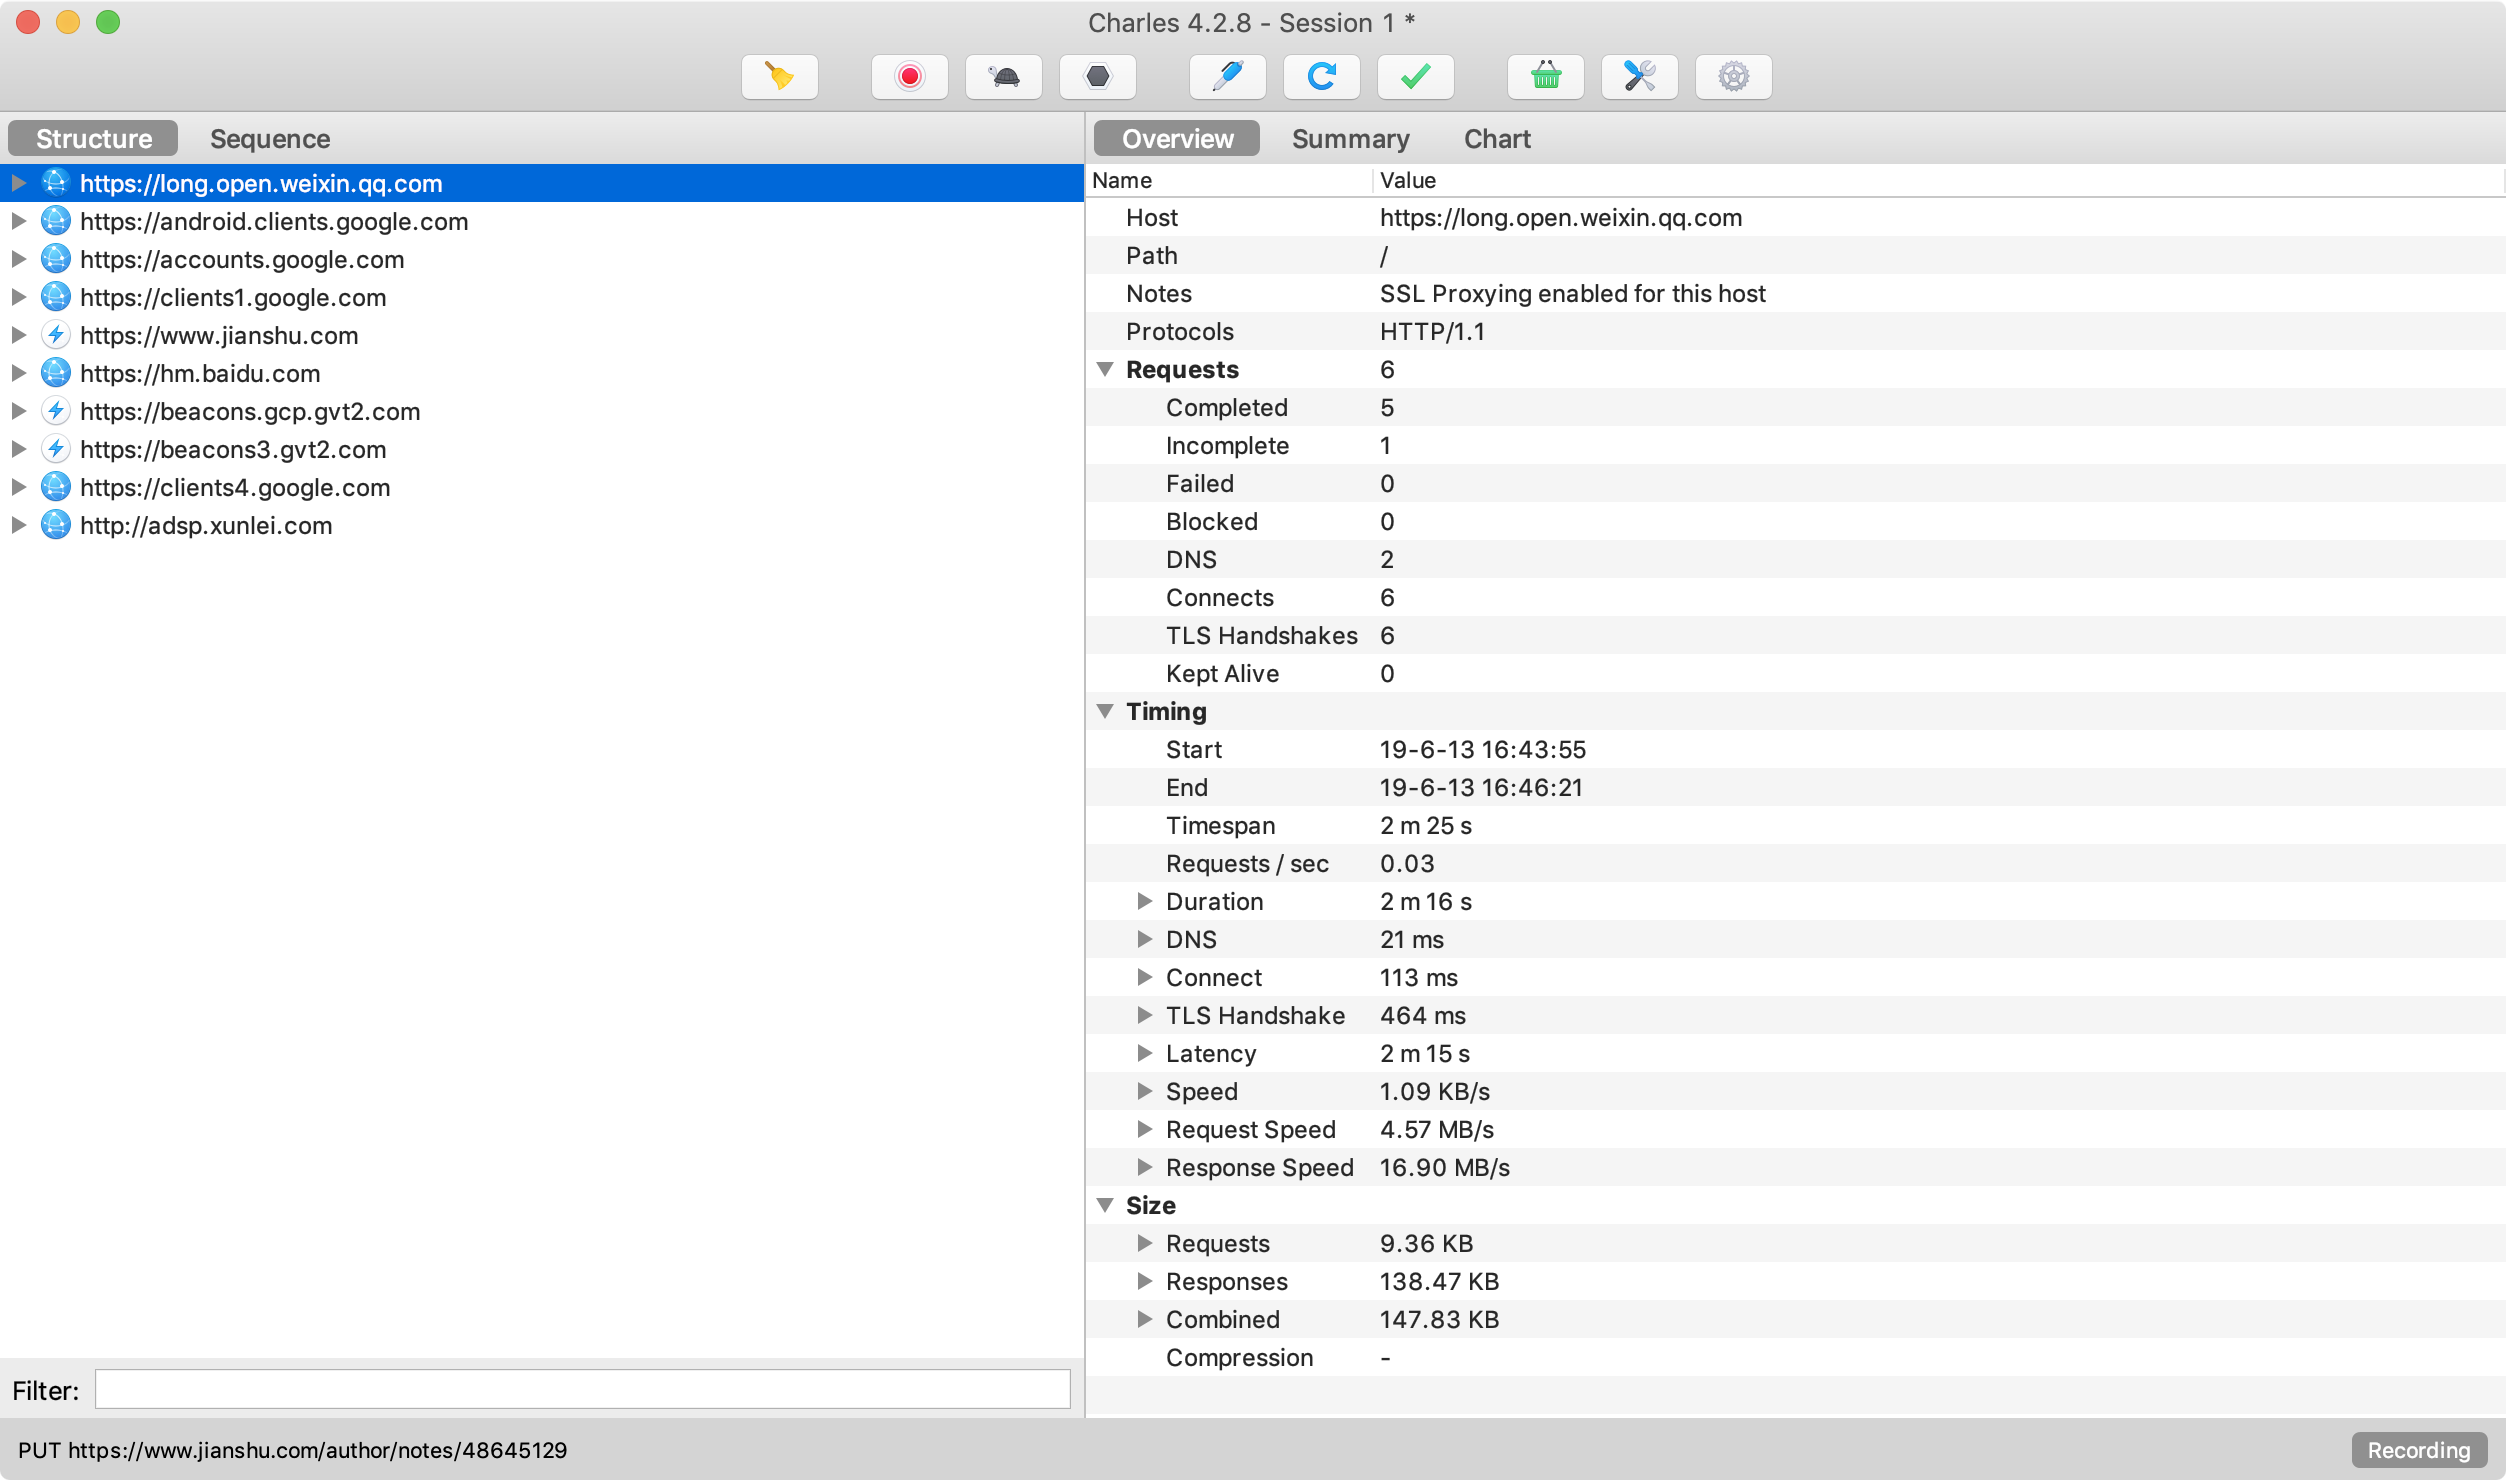 Charles 4.2.8 - Session 1 *
Structure Sequence
https://long.open.weixin.qq.com
https://android.clients.google.com
https://accounts.google.com
https://clients1.google.com
https://www.jianshu.com
https://hm.baidu.com
https://beacons.gcp.gvt2.com
https://beacons3.gvt2.com
https://clients4.google.com
http://adsp.xunlei.com
Filter:
Overview Summary Chart
Name Value
Host https://long.open.weixin.qq.com
Path /
Notes SSL Proxying enabled for this host
Protocols HTTP/1.1
Requests 6
Completed 5
Incomplete 1
Failed 0
Blocked 0
DNS 2
Connects 6
TLS Handshakes 6
Kept Alive 0
Timing
Start 19-6-13 16:43:55
End 19-6-13 16:46:21
Timespan 2 m 25 s
Requests / sec 0.03
Duration 2 m 16 s
DNS 21 ms
Connect 113 ms
TLS Handshake 464 ms
Latency 2 m 15 s
Speed 1.09 KB/s
Request Speed 4.57 MB/s
Response Speed 16.90 MB/s
Size
Requests 9.36 KB
Responses 138.47 KB
Combined 147.83 KB
Compression -
PUT https://www.jianshu.com/author/notes/48645129
Recording